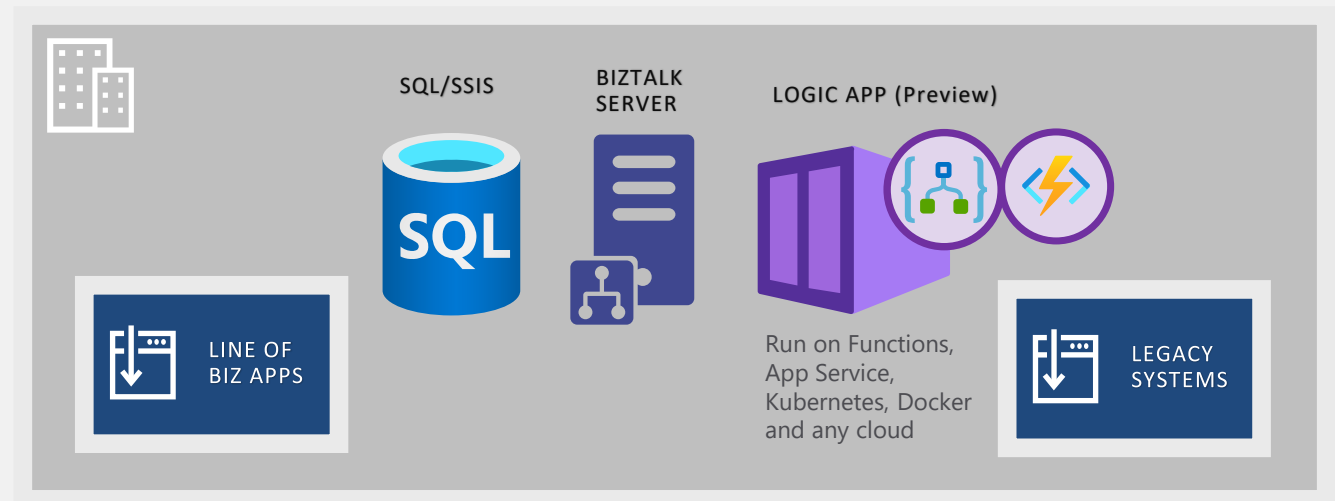 SQL/SSIS
BIZTALK
SERVER
LOGIC APP (Preview)
SQL
LINE OF
BIZ APPS
Run on Functions,
App Service,
Kubernetes, Docker
and any cloud
LEGACY
SYSTEMS